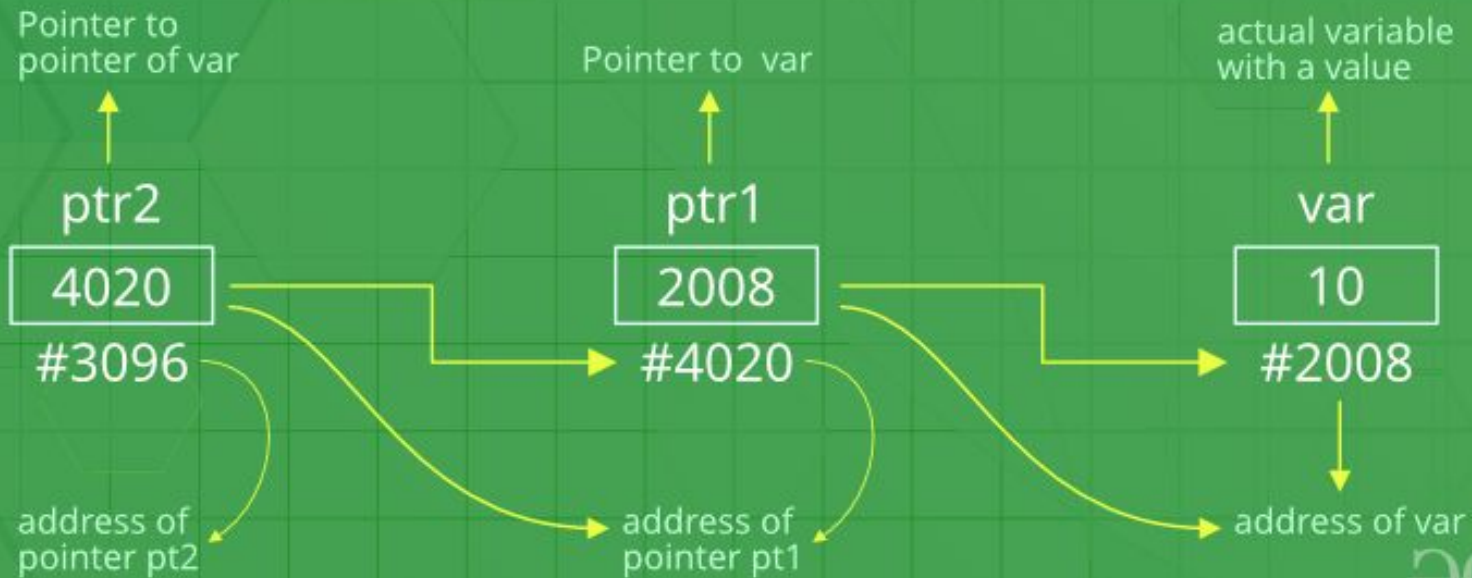 Pointer to
pointer of var
Pointer to var
actual variable
with a value
ptr2
ptr1
var
4020
2008
10
#3096
#4020
#2008
address of
pointer pt2
address of
pointer pt1
address of var